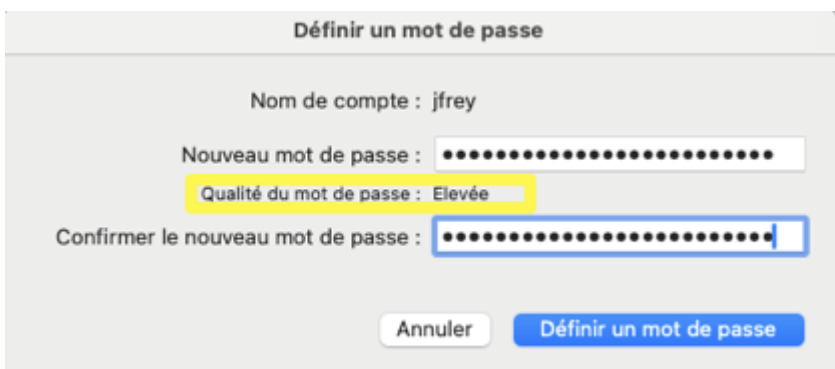 Définir un mot de passe
Nom de compte : jfrey
Nouveau mot de passe : •••••••••••••••••••••••••
Qualité du mot de passe : Elevée
Confirmer le nouveau mot de passe : •••••••••••••••••••••••••
Annuler Définir un mot de passe